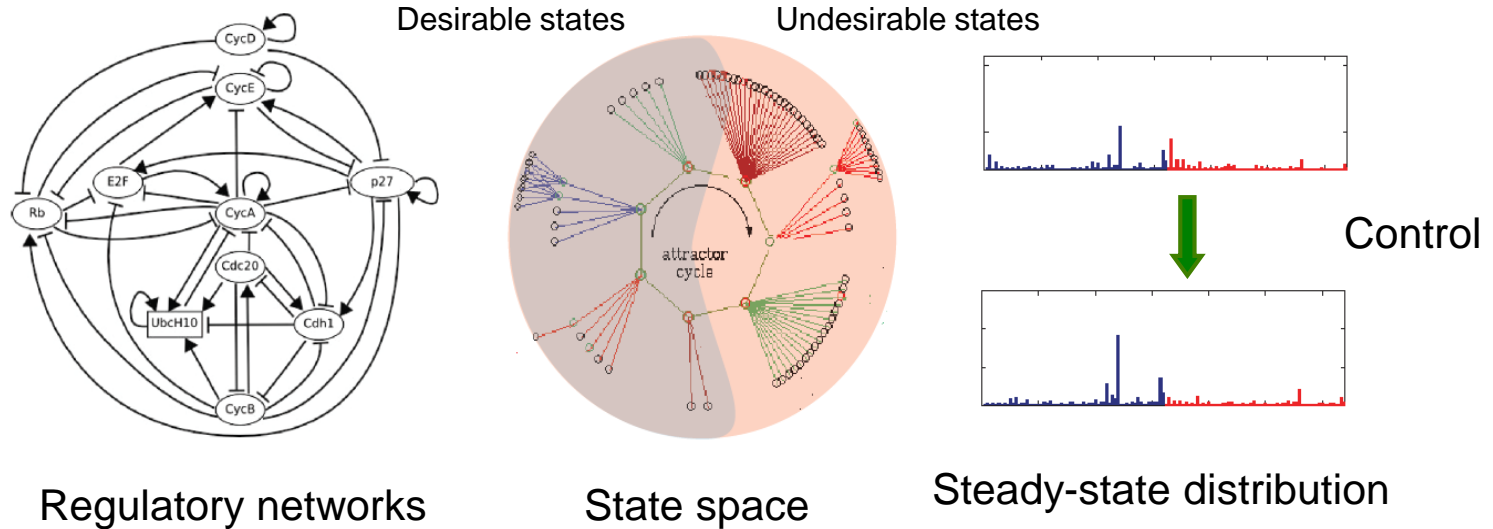 Desirable states
Undesirable states
CycD
CycE
E2F
p27
Rb
CycA
Cdc20
UbcH10
Cdh1
CycB
attractor
cycle
Control
Regulatory networks
State space
Steady-state distribution